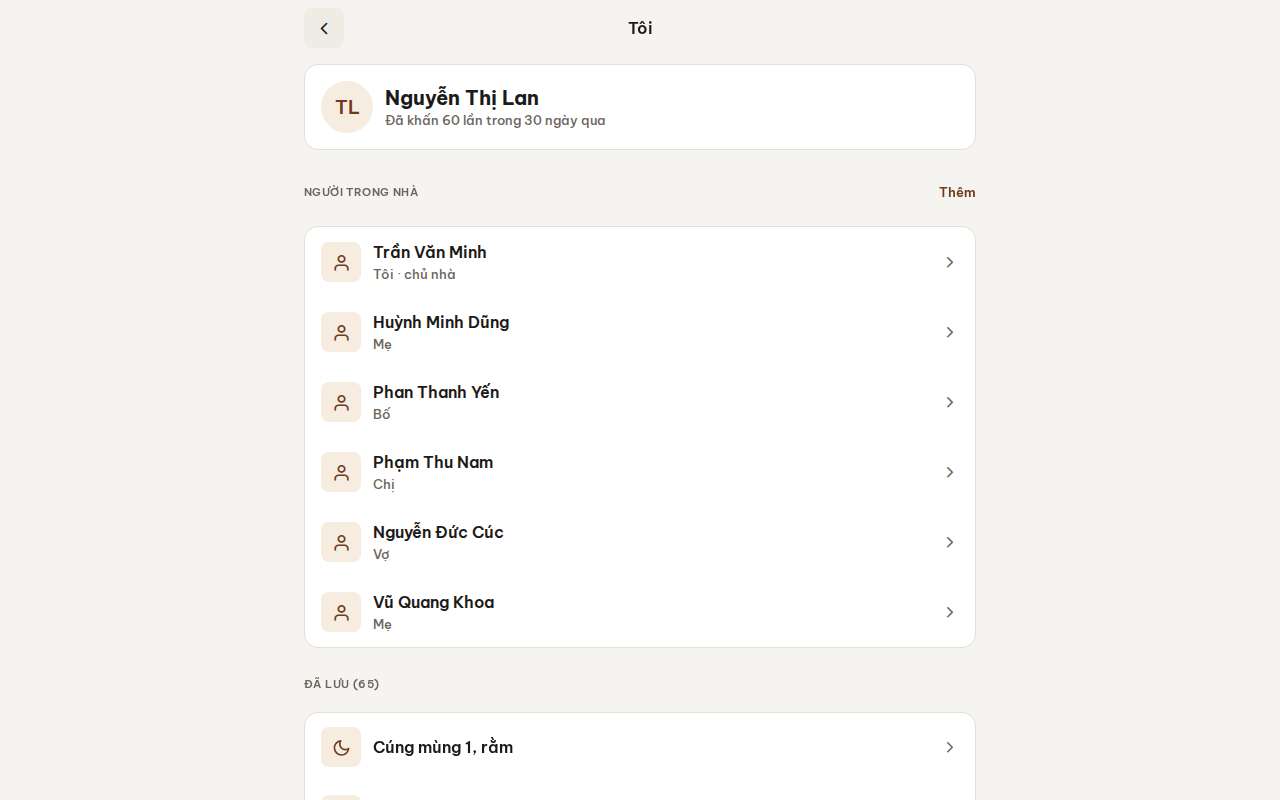 Tôi
TL
Nguyễn Thị Lan
Đã khấn 60 lần trong 30 ngày qua
NGƯỜI TRONG NHÀ
Thêm
Trần Văn Minh
Tôi · chủ nhà
Huỳnh Minh Dũng
Mẹ
Phan Thanh Yến
Bố
Phạm Thu Nam
Chị
Nguyễn Đức Cúc
Vợ
Vũ Quang Khoa
Mẹ
ĐÃ LƯU (65)
Cúng mùng 1, rằm